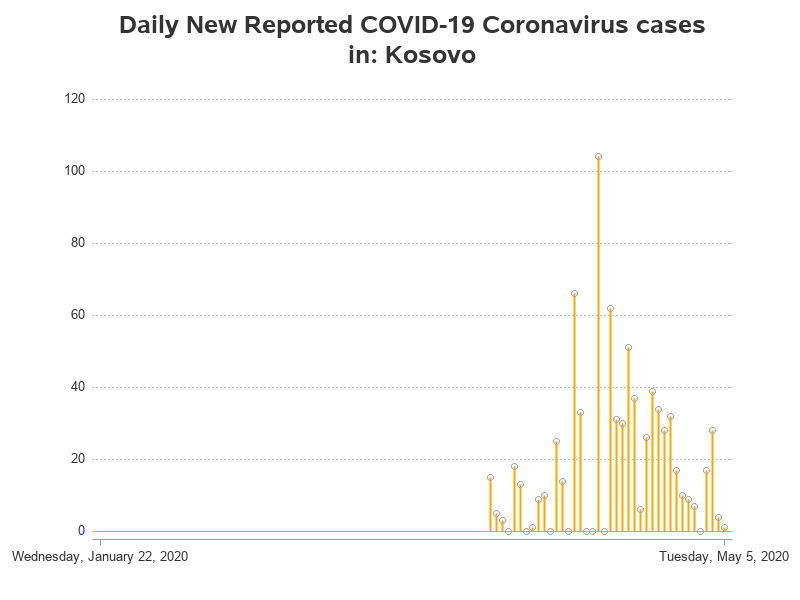 Daily New Reported COVID-19 Coronavirus cases
in: Kosovo
120
100
80
60
40
20
0
Wednesday, January 22, 2020 Tuesday, May 5, 2020